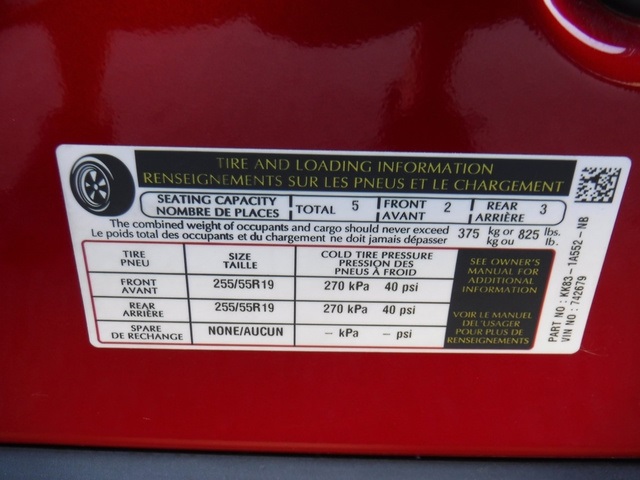 TIRE AND LOADING INFORMATION
RENSEIGNEMENTS SUR LES PNEUS ET LE CHARGEMENT
SEATING CAPACITY
NOMBRE DE PLACES
TOTAL 5
FRONT
AVANT 2
REAR
ARRIÈRE 3
The combined weight of occupants and cargo should never exceed 375 kg or 825 lbs.
Le poids total des occupants et du chargement ne doit jamais dépasser kg ou lb.
TIRE
PNEU
SIZE
TAILLE
COLD TIRE PRESSURE
PRESSION DES
PNEUS À FROID
FRONT
AVANT
255/55R19
270 kPa 40 psi
REAR
ARRIÈRE
255/55R19
270 kPa 40 psi
SPARE
DE RECHANGE
NONE/AUCUN
– kPa – psi
SEE OWNER'S
MANUAL FOR
ADDITIONAL
INFORMATION
VOIR LE MANUEL
DEL'USAGER
POUR PLUS DE
RENSEIGNEMENTS
PART NO : KK83-1A552-NB
VIN NO : 742679